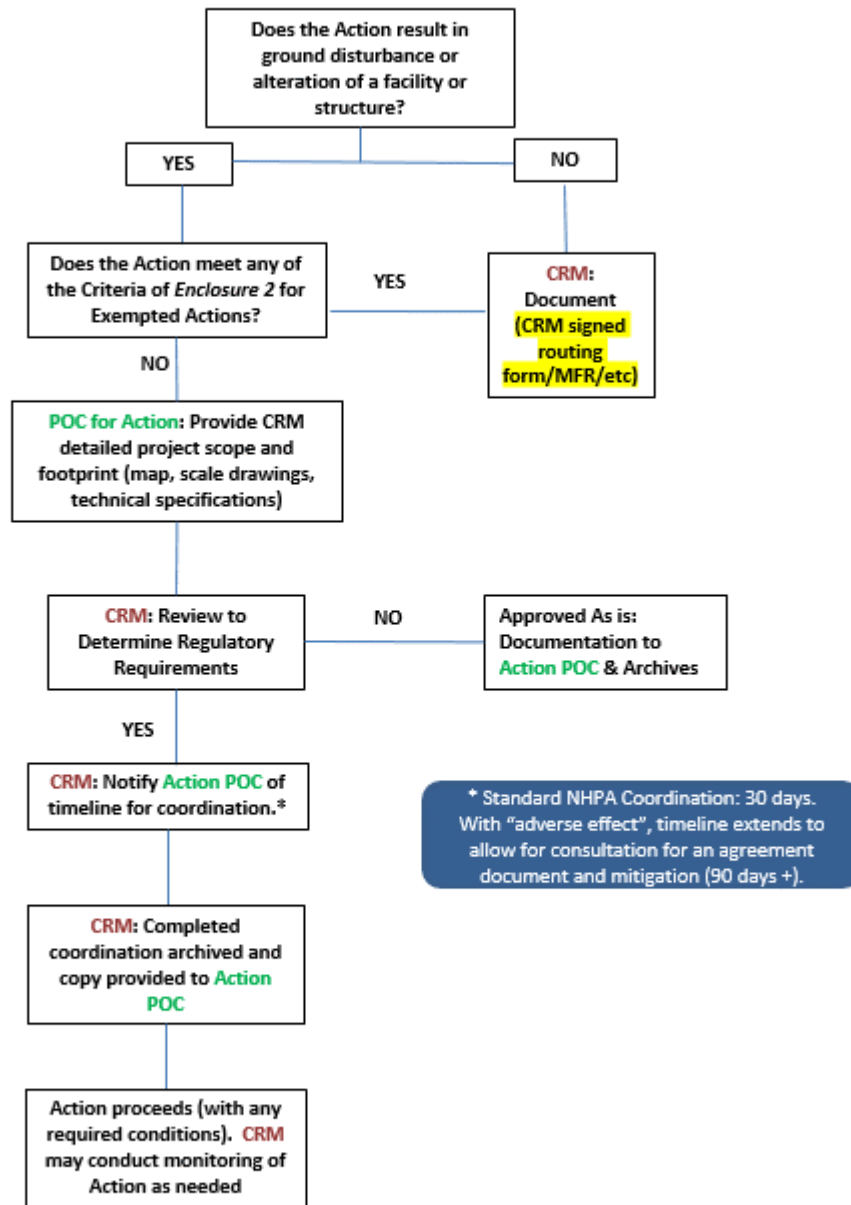 Does the Action result in
ground disturbance or
alteration of a facility or
structure?
YES
NO
Does the Action meet any of
the Criteria of Enclosure 2 for
Exempted Actions?
YES
CRM:
Document
(CRM signed
routing
form/MFR/etc)
NO
POC for Action: Provide CRM
detailed project scope and
footprint (map, scale drawings,
technical specifications)
CRM: Review to
Determine Regulatory
Requirements
NO
Approved As is:
Documentation to
Action POC & Archives
YES
CRM: Notify Action POC of
timeline for coordination.*
* Standard NHPA Coordination: 30 days.
With “adverse effect”, timeline extends to
allow for consultation for an agreement
document and mitigation (90 days +).
CRM: Completed
coordination archived and
copy provided to Action
POC
Action proceeds (with any
required conditions). CRM
may conduct monitoring of
Action as needed